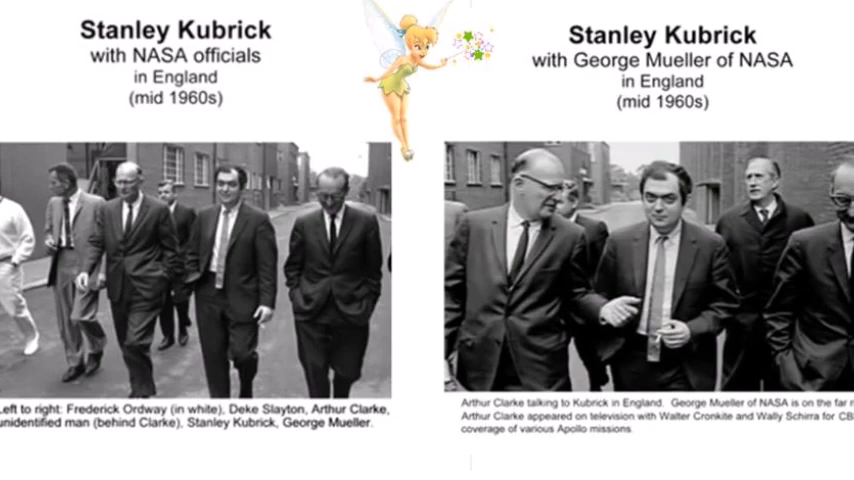 Stanley Kubrick
with NASA officials
in England
(mid 1960s)
Left to right: Frederick Ordway (in white), Deke Slayton, Arthur Clarke,
unidentified man (behind Clarke), Stanley Kubrick, George Mueller.
Stanley Kubrick
with George Mueller of NASA
in England
(mid 1960s)
Arthur Clarke talking to Kubrick in England. George Mueller of NASA is on the far
Arthur Clarke appeared on television with Walter Cronkite and Wally Schirra for CB
coverage of various Apollo missions.